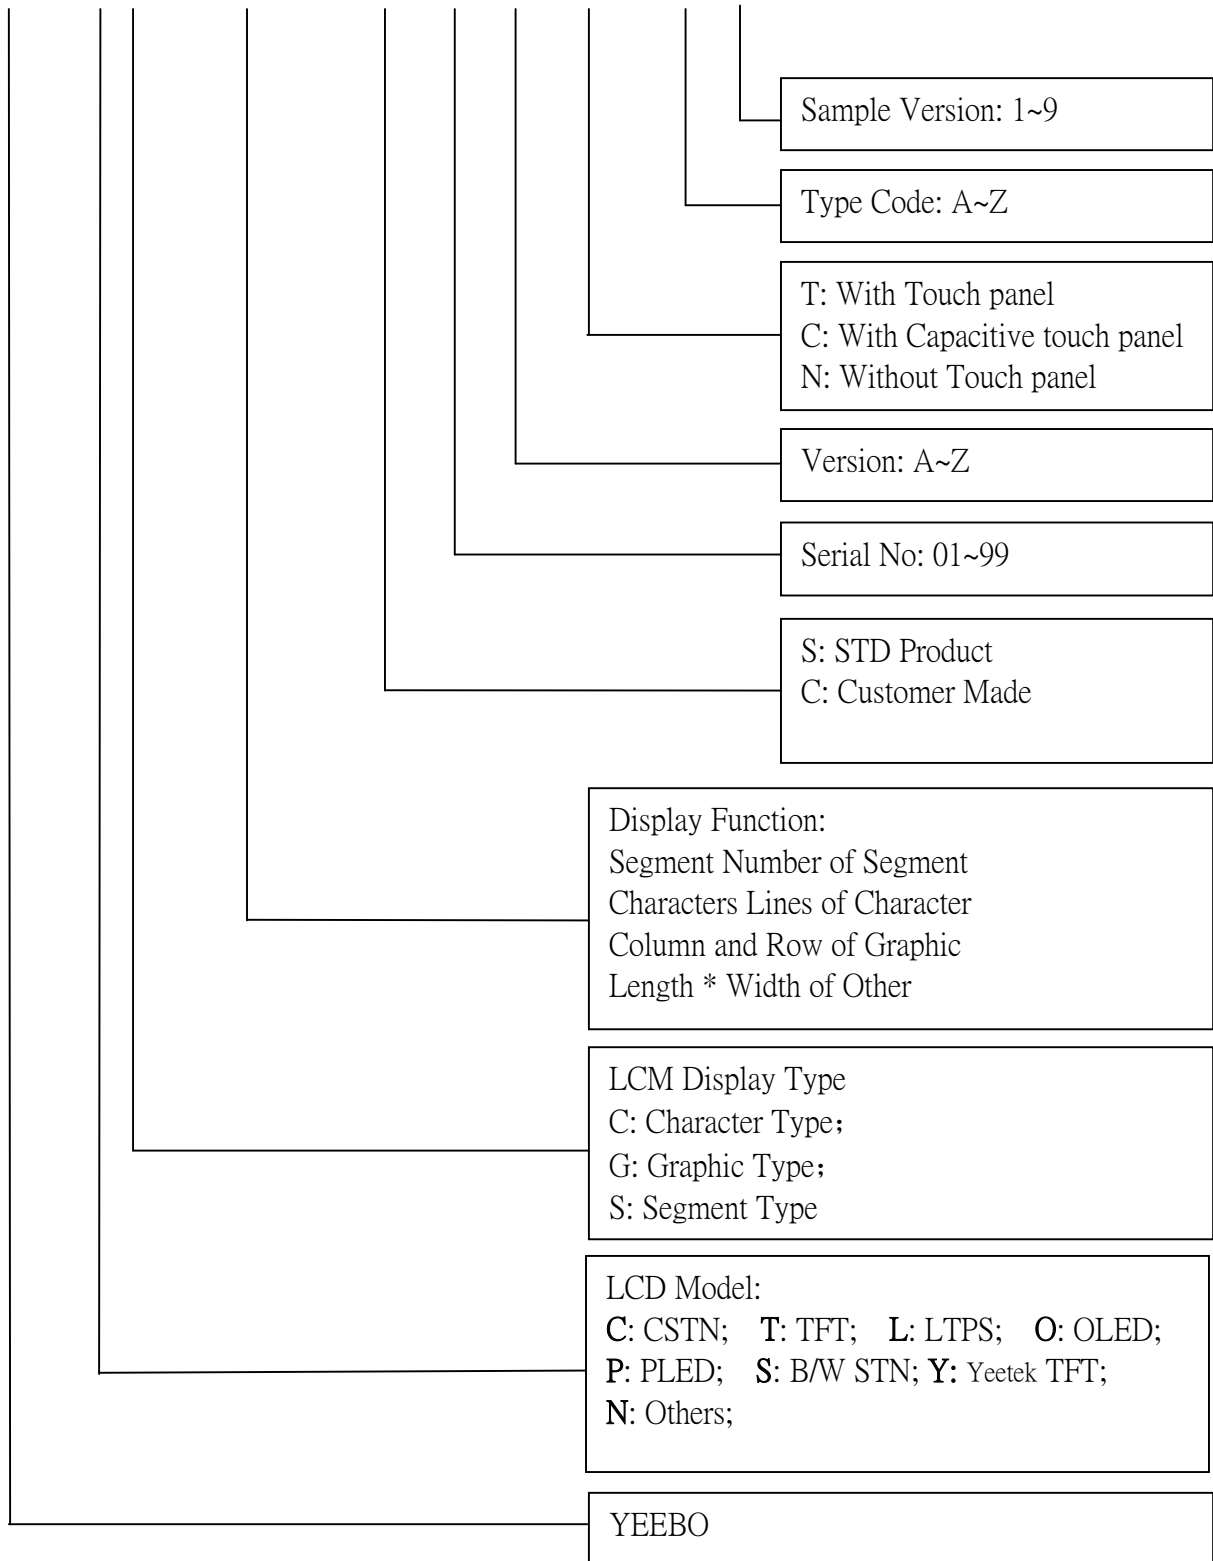 Sample Version: 1~9
Type Code: A~Z
T: With Touch panel
C: With Capacitive touch panel
N: Without Touch panel
Version: A~Z
Serial No: 01~99
S: STD Product
C: Customer Made
Display Function:
Segment Number of Segment
Characters Lines of Character
Column and Row of Graphic
Length * Width of Other
LCM Display Type
C: Character Type；
G: Graphic Type；
S: Segment Type
LCD Model:
C: CSTN; T: TFT; L: LTPS; O: OLED;
P: PLED; S: B/W STN; Y: Yeetek TFT;
N: Others;
YEEBO